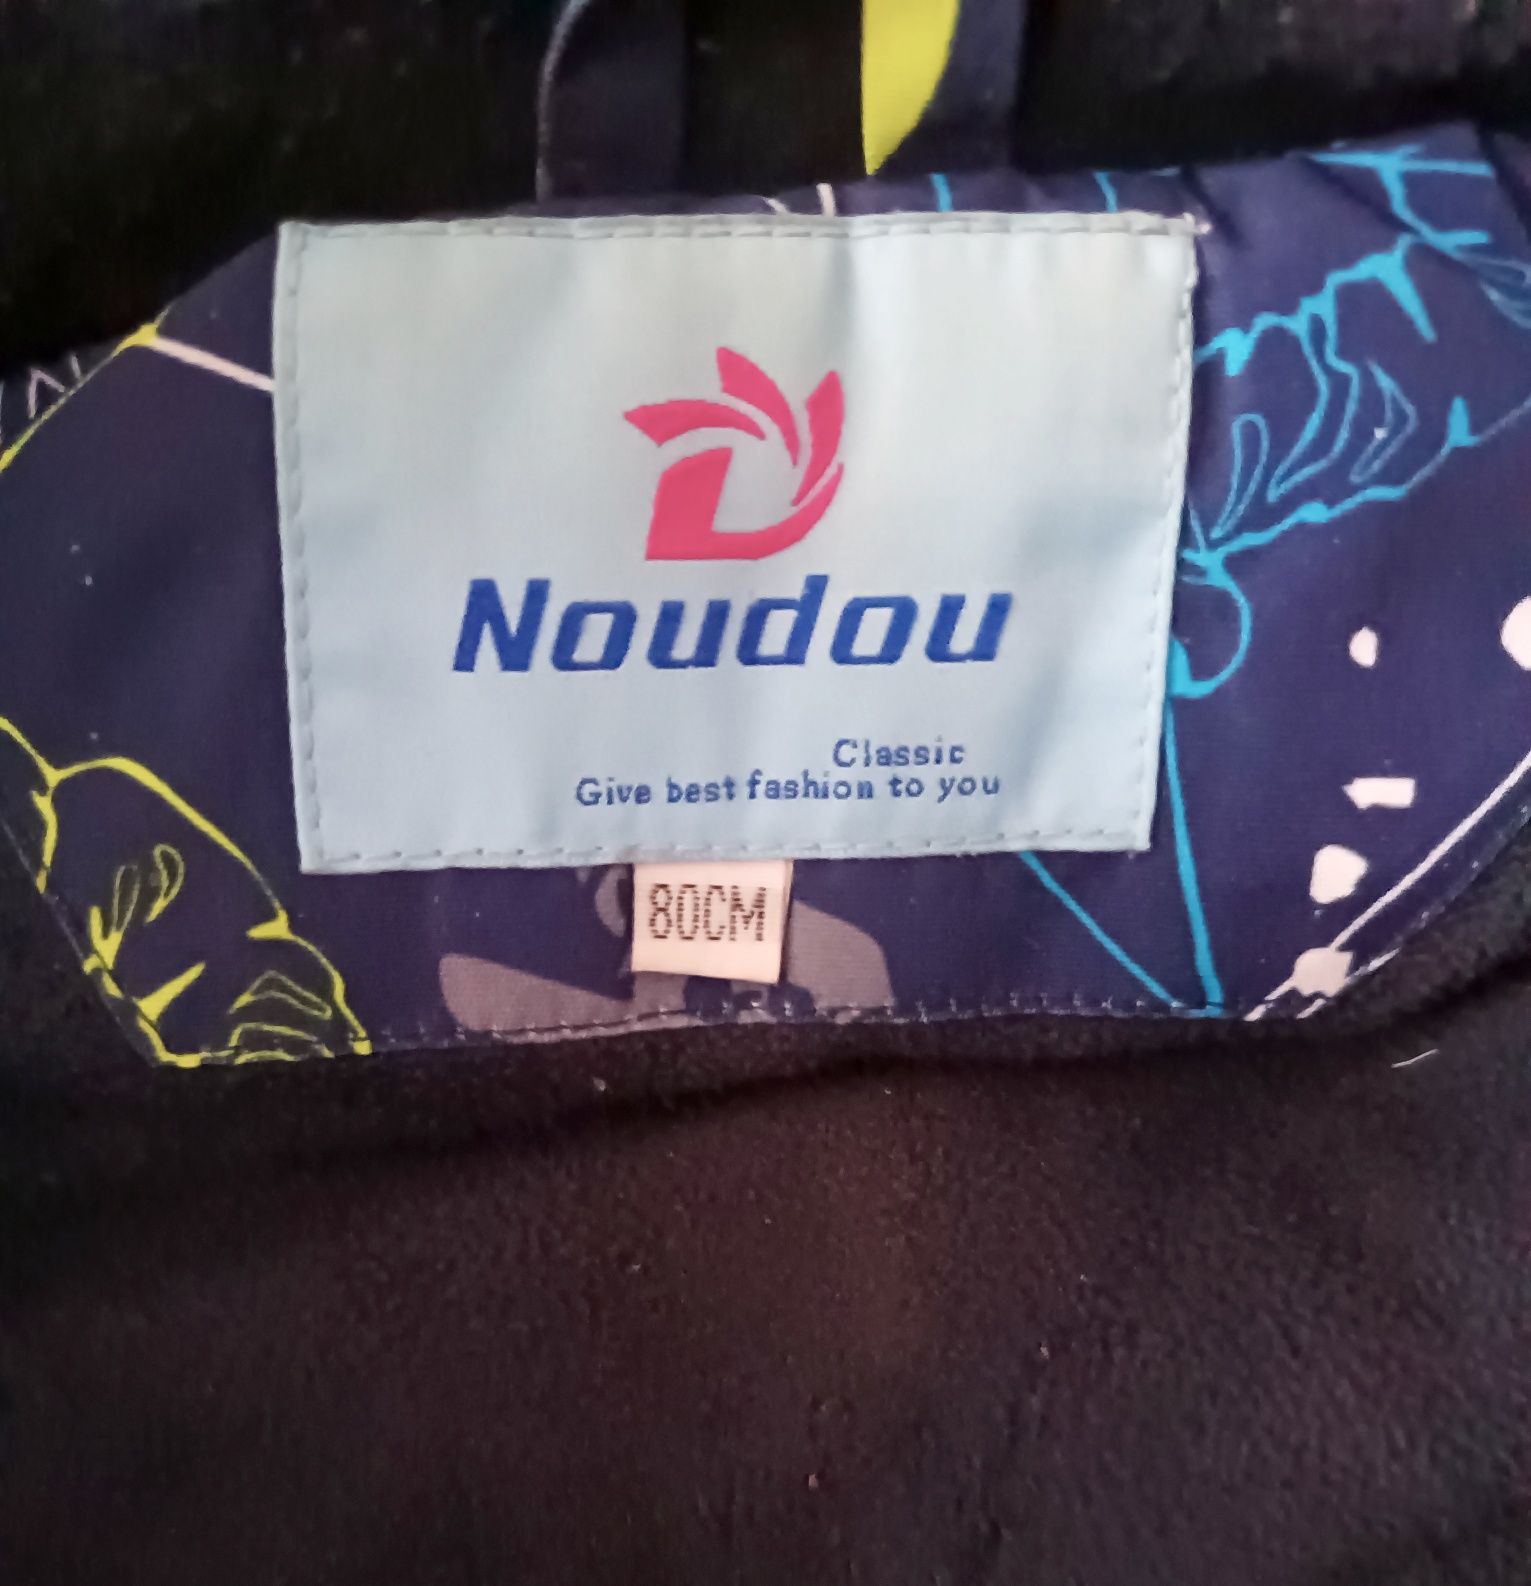 Noudou
Classic
Give best fashion to you
80CM